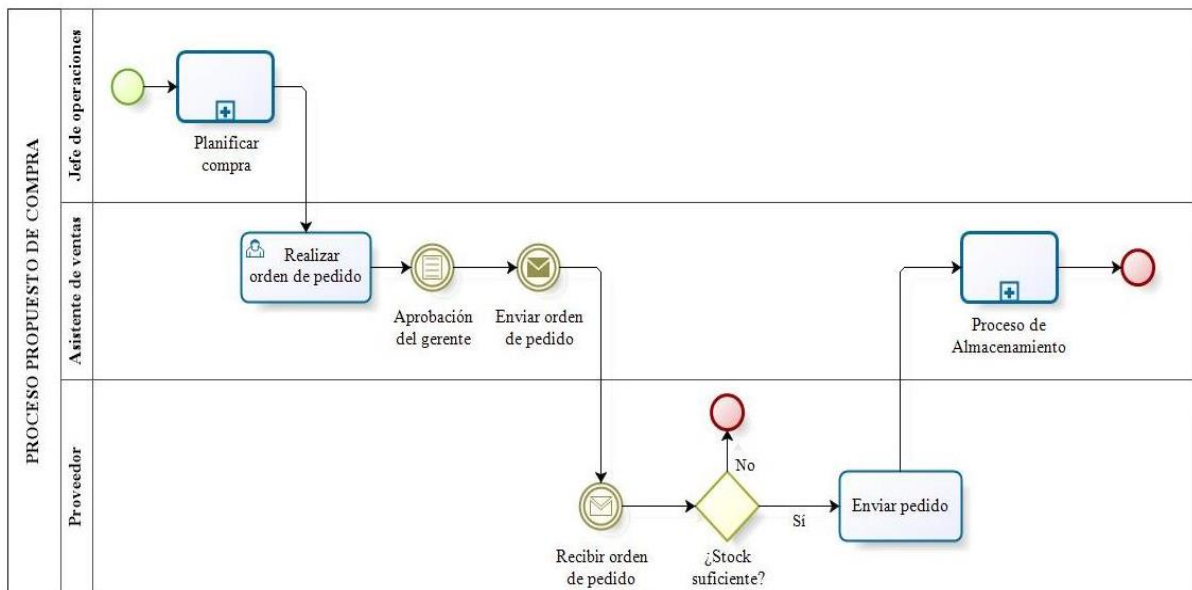 PROCESO PROPUESTO DE COMPRA
Jefe de operaciones
Planificar
compra
Asistente de ventas
Realizar
orden de pedido
Aprobación
del gerente
Enviar orden
de pedido
Proceso de
Almacenamiento
Proveedor
Recibir orden
de pedido
No
¿Stock
suficiente?
Sí
Enviar pedido